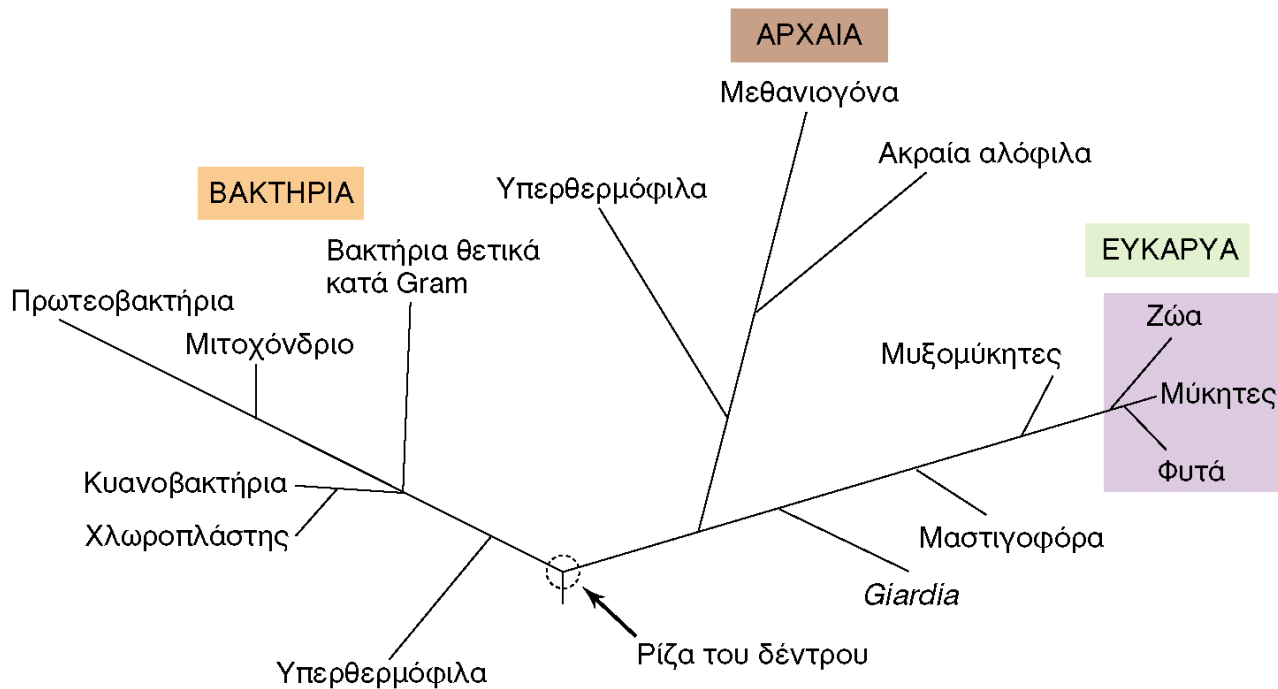 ΑΡΧΑΙΑ
Μεθανιογόνα
Ακραία αλόφιλα
Υπερθερμόφιλα
ΒΑΚΤΗΡΙΑ
Βακτήρια θετικά
κατά Gram
ΕΥΚΑΡΥΑ
Πρωτεοβακτήρια
Μιτοχόνδριο
Ζώα
Μυξομύκητες
Μύκητες
Φυτά
Κυανοβακτήρια
Χλωροπλάστης
Μαστιγοφόρα
Giardia
Ρίζα του δέντρου
Υπερθερμόφιλα